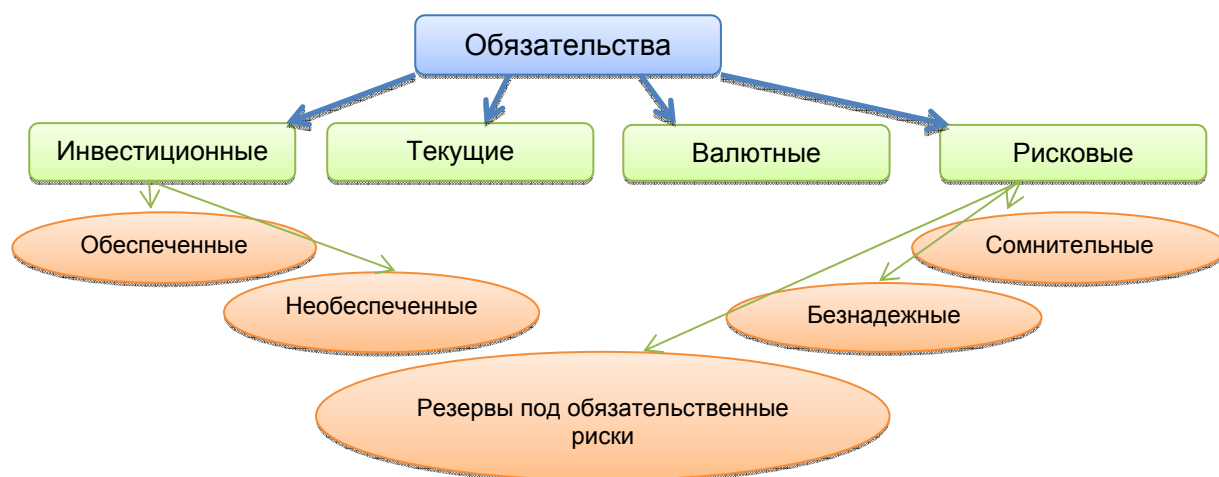 Обязательства
Инвестиционные
Текущие
Валютные
Рисковые
Обеспеченные
Сомнительные
Необеспеченные
Безнадежные
Резервы под обязательственные
риски